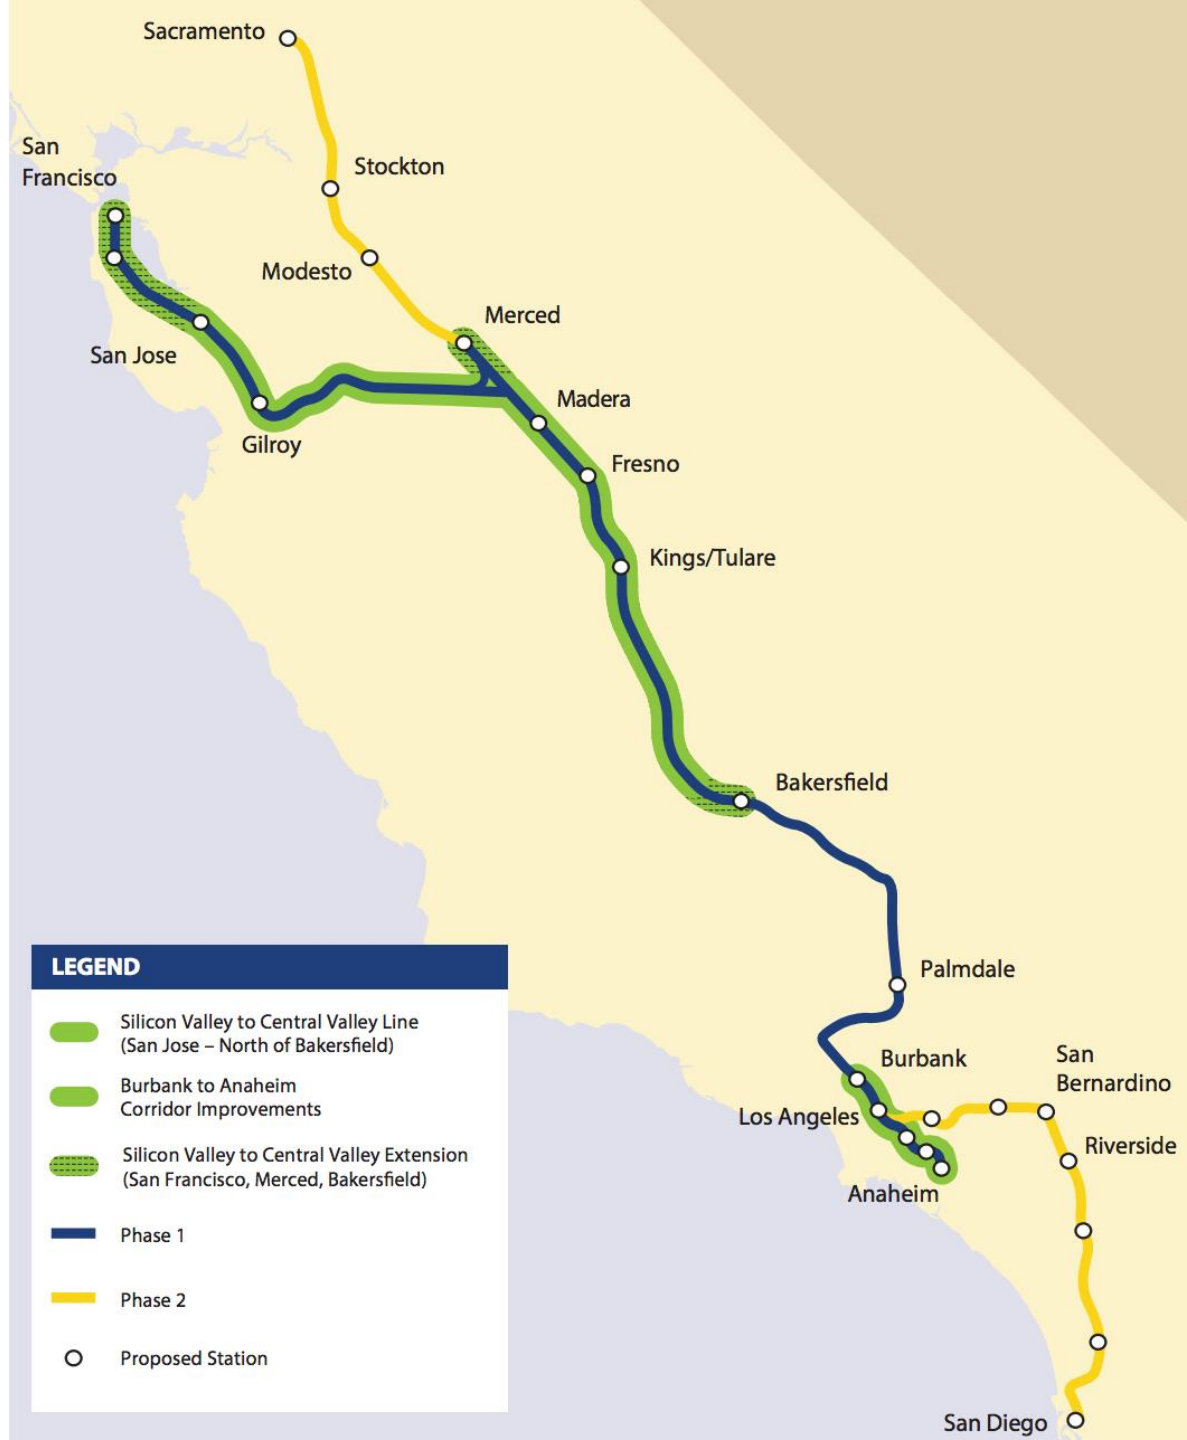 Sacramento
San
Francisco
Stockton
Modesto
Merced
San Jose
Madera
Gilroy
Fresno
Kings/Tulare
Bakersfield
Palmdale
Burbank
San
Bernardino
Los Angeles
Riverside
Anaheim
San Diego
LEGEND
Silicon Valley to Central Valley Line
(San Jose – North of Bakersfield)
Burbank to Anaheim
Corridor Improvements
Silicon Valley to Central Valley Extension
(San Francisco, Merced, Bakersfield)
Phase 1
Phase 2
Proposed Station